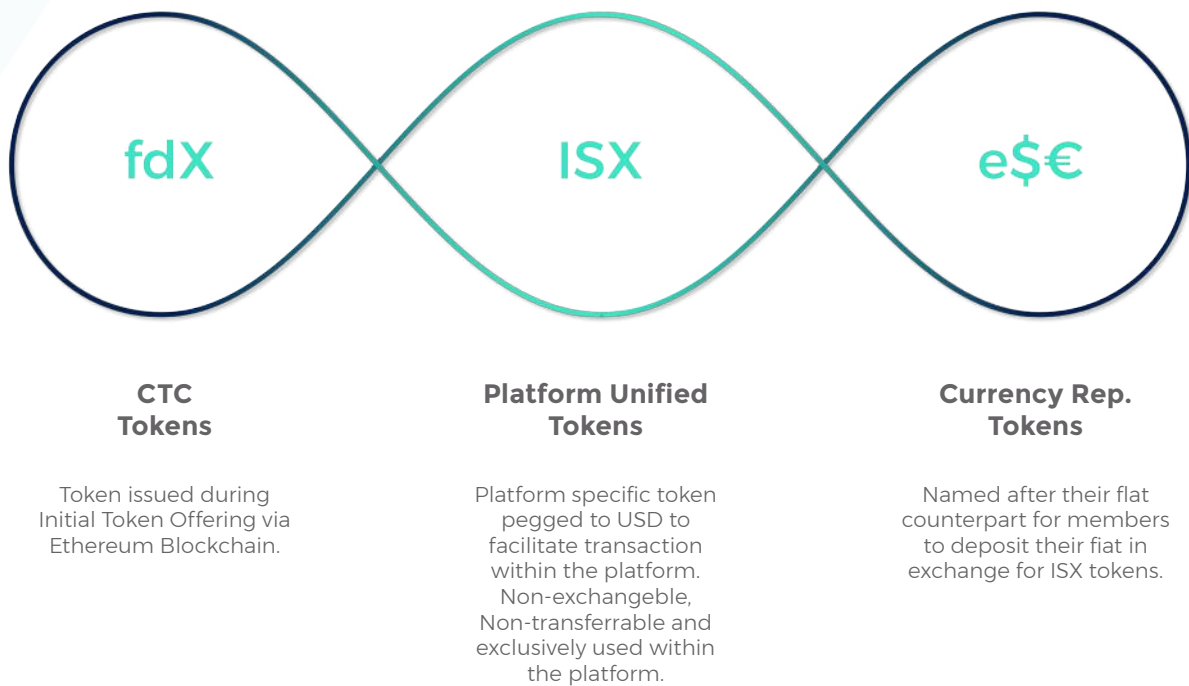 fdX
ISX
e$€
CTC
Tokens
Token issued during
Initial Token Offering via
Ethereum Blockchain.
Platform Unified
Tokens
Platform specific token
pegged to USD to
facilitate transaction
within the platform.
Non-exchangeble,
Non-transferrable and
exclusively used within
the platform.
Currency Rep.
Tokens
Named after their flat
counterpart for members
to deposit their fiat in
exchange for ISX tokens.